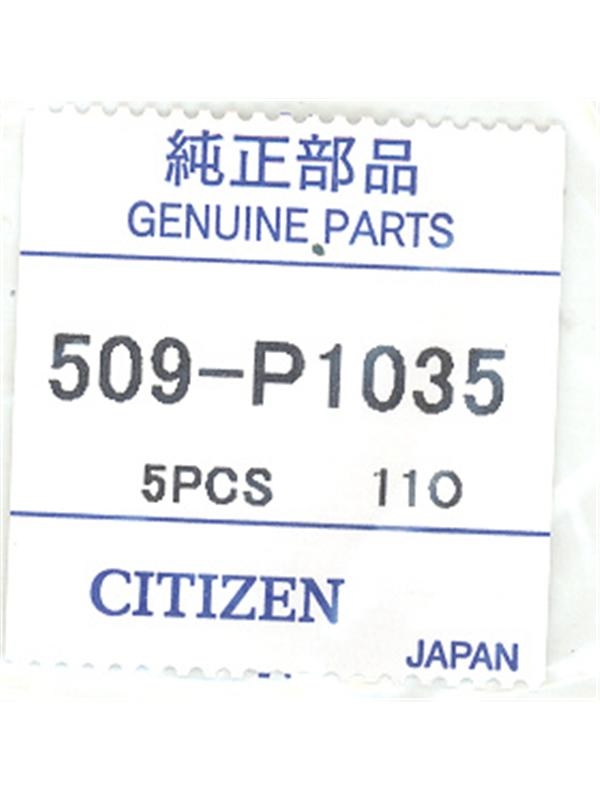 純正部品
GENUINE PARTS
509-P1035
5PCS 110
CITIZEN
JAPAN